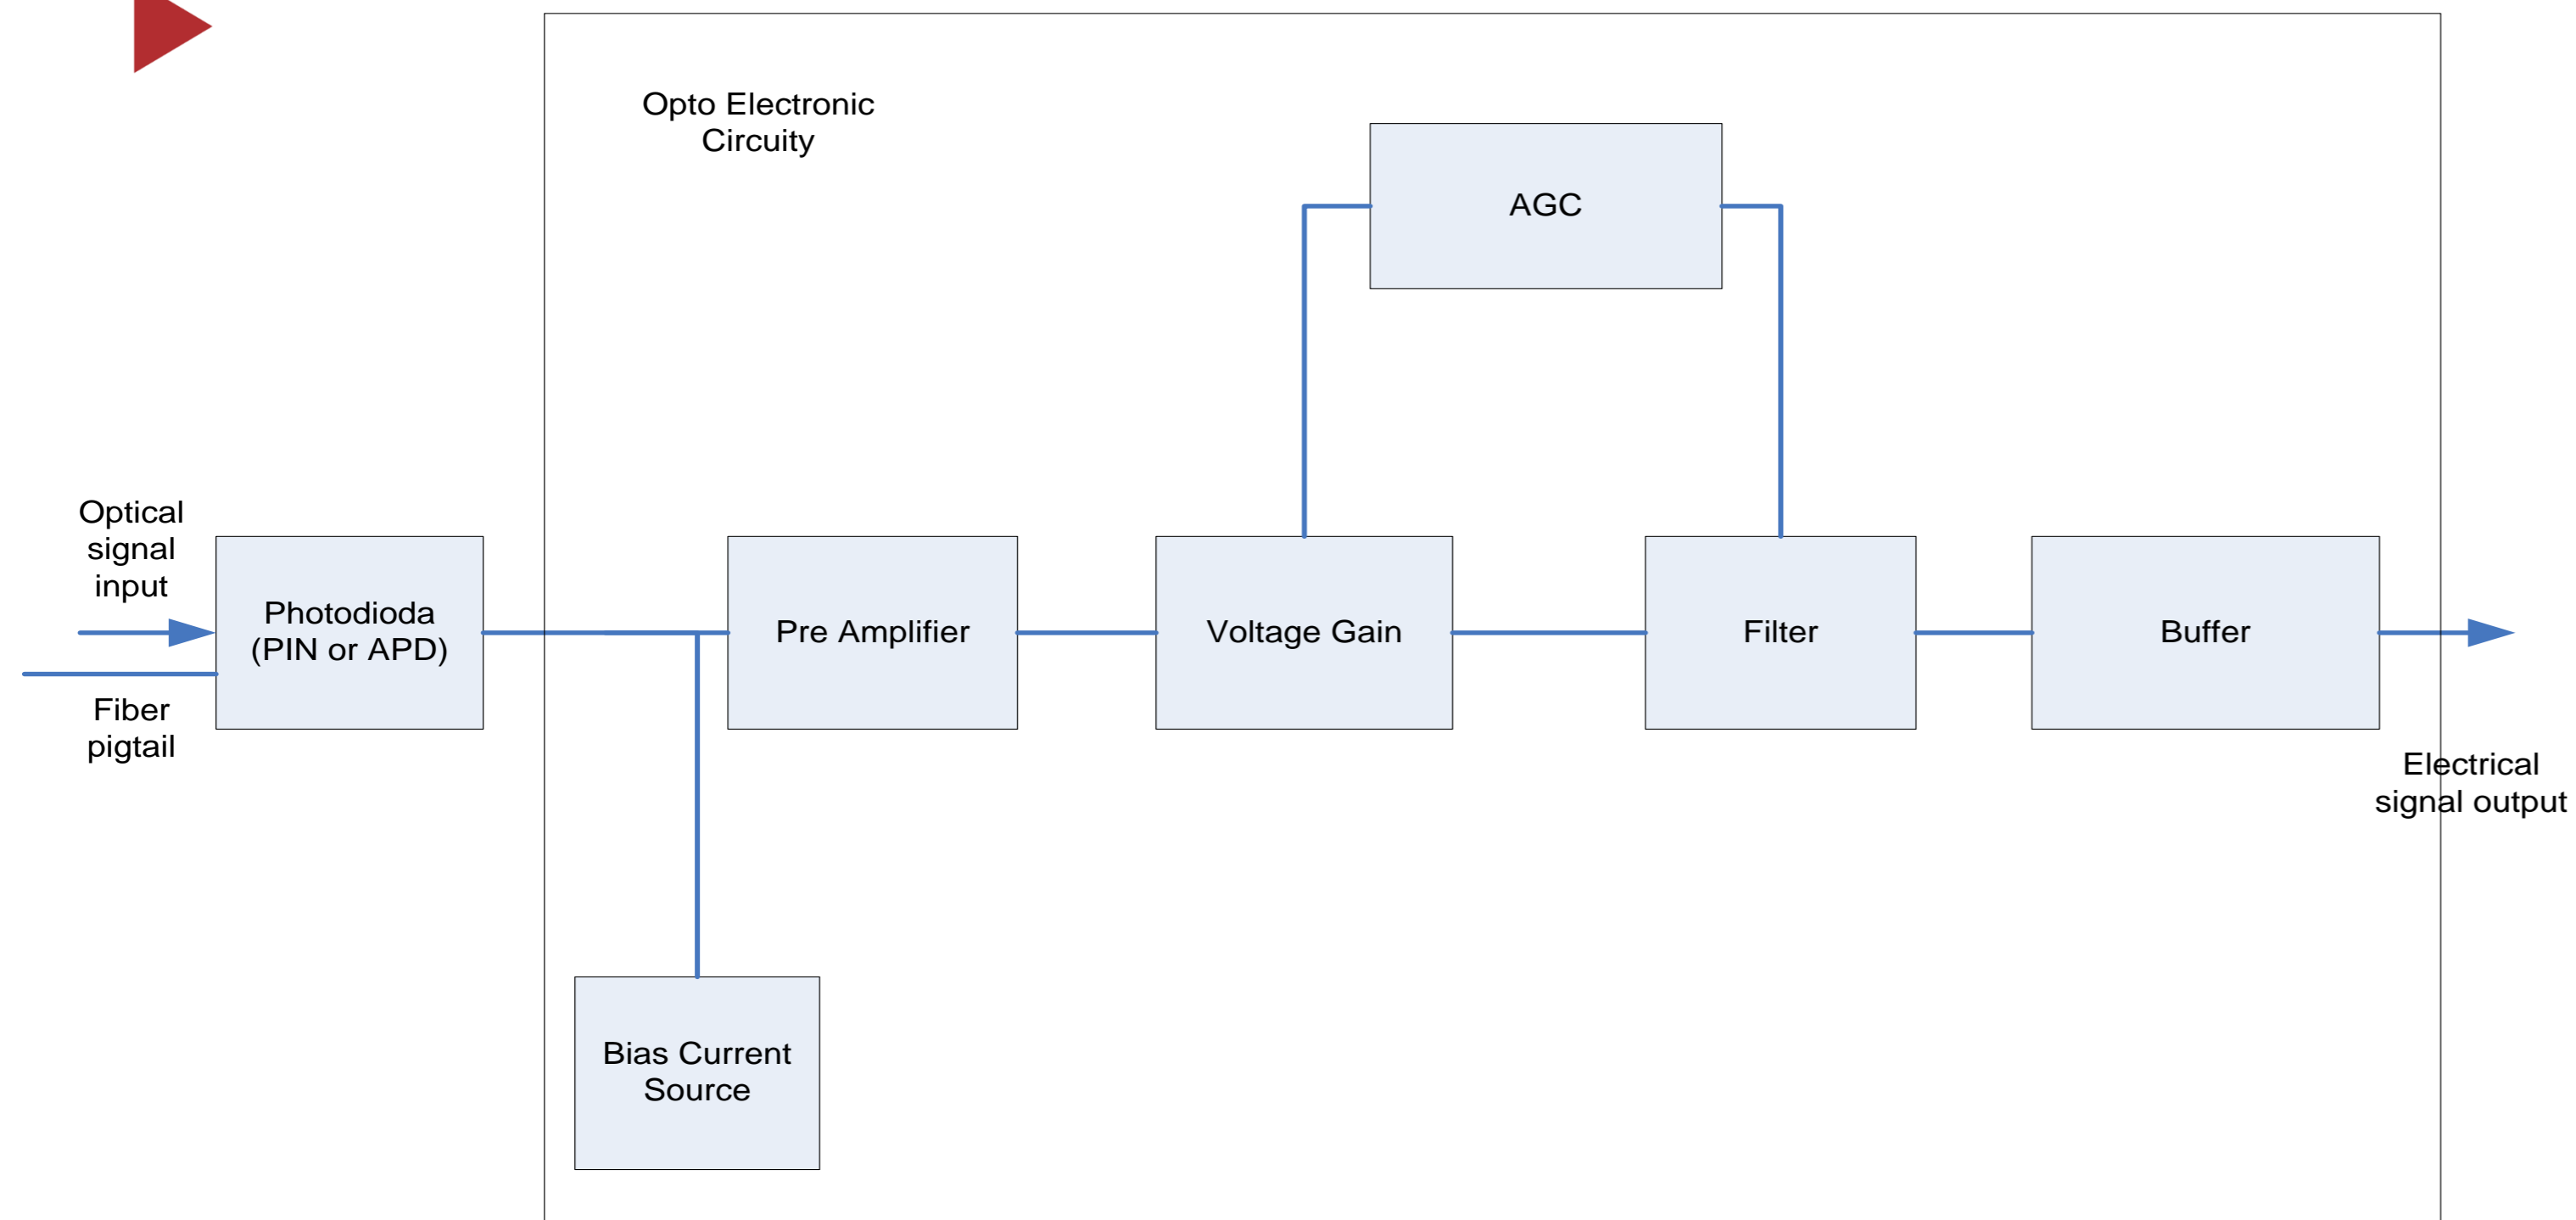 Opto Electronic
Circuity
AGC
Optical
signal
input
Photodioda
(PIN or APD)
Fiber
pigtail
Pre Amplifier
Voltage Gain
Filter
Buffer
Electrical
signal output
Bias Current
Source